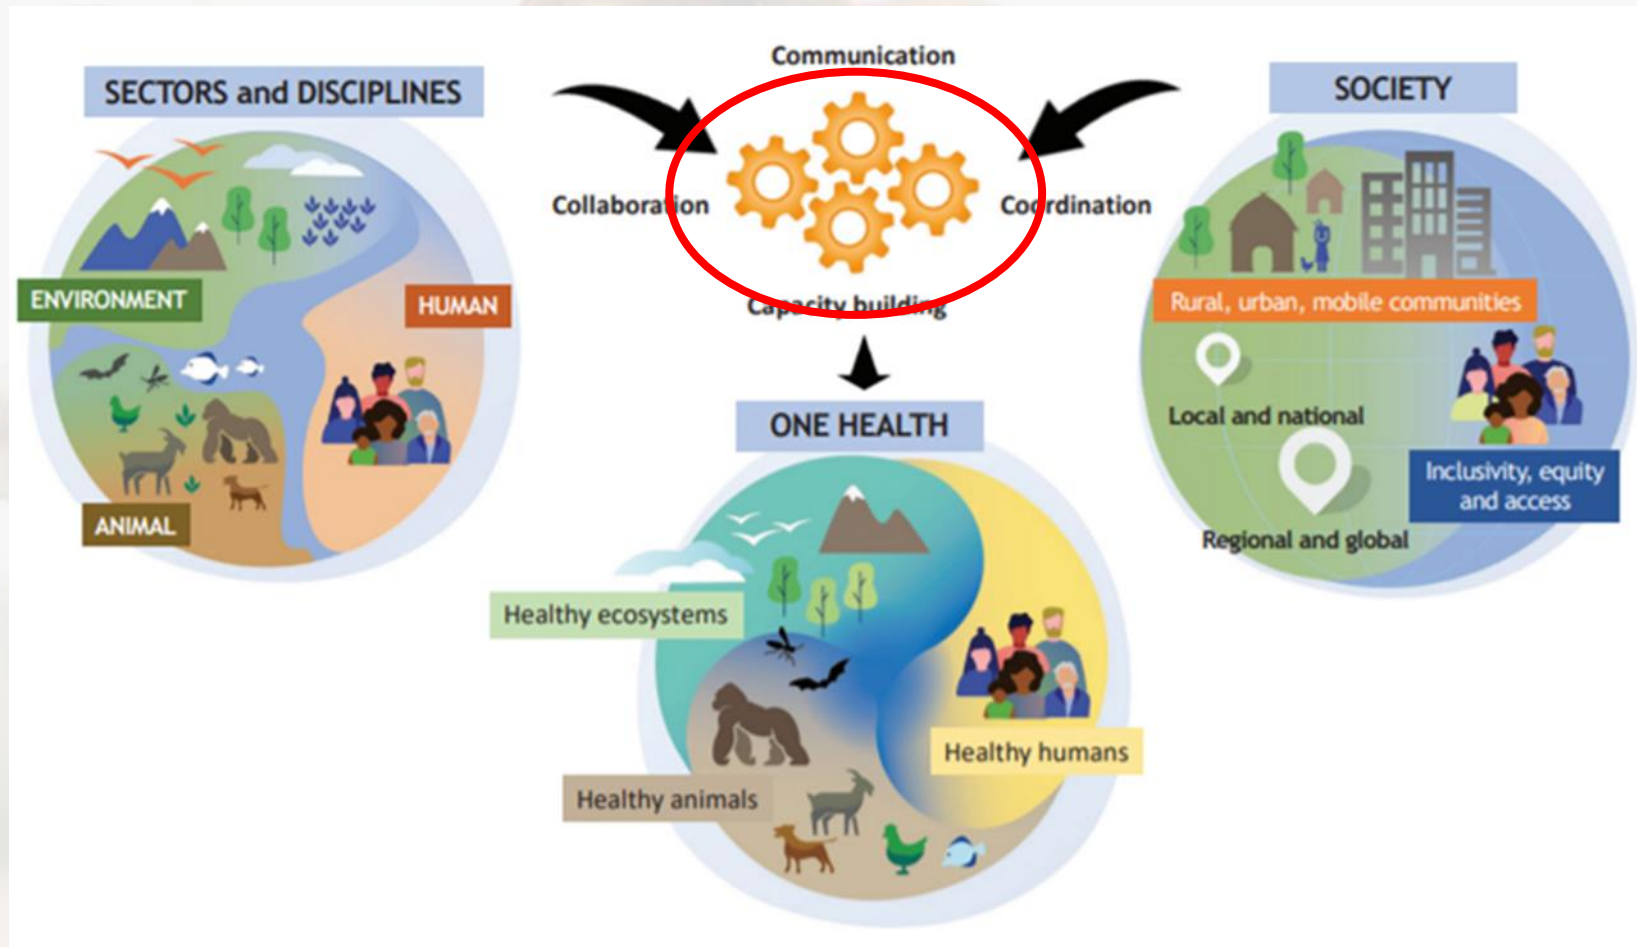 Communication
SECTORS and DISCIPLINES
SOCIETY
Collaboration
Coordination
ENVIRONMENT
HUMAN
Capacity building
Rural, urban, mobile communities
Local and national
ONE HEALTH
Inclusivity, equity
and access
ANIMAL
Regional and global
Healthy ecosystems
Healthy humans
Healthy animals